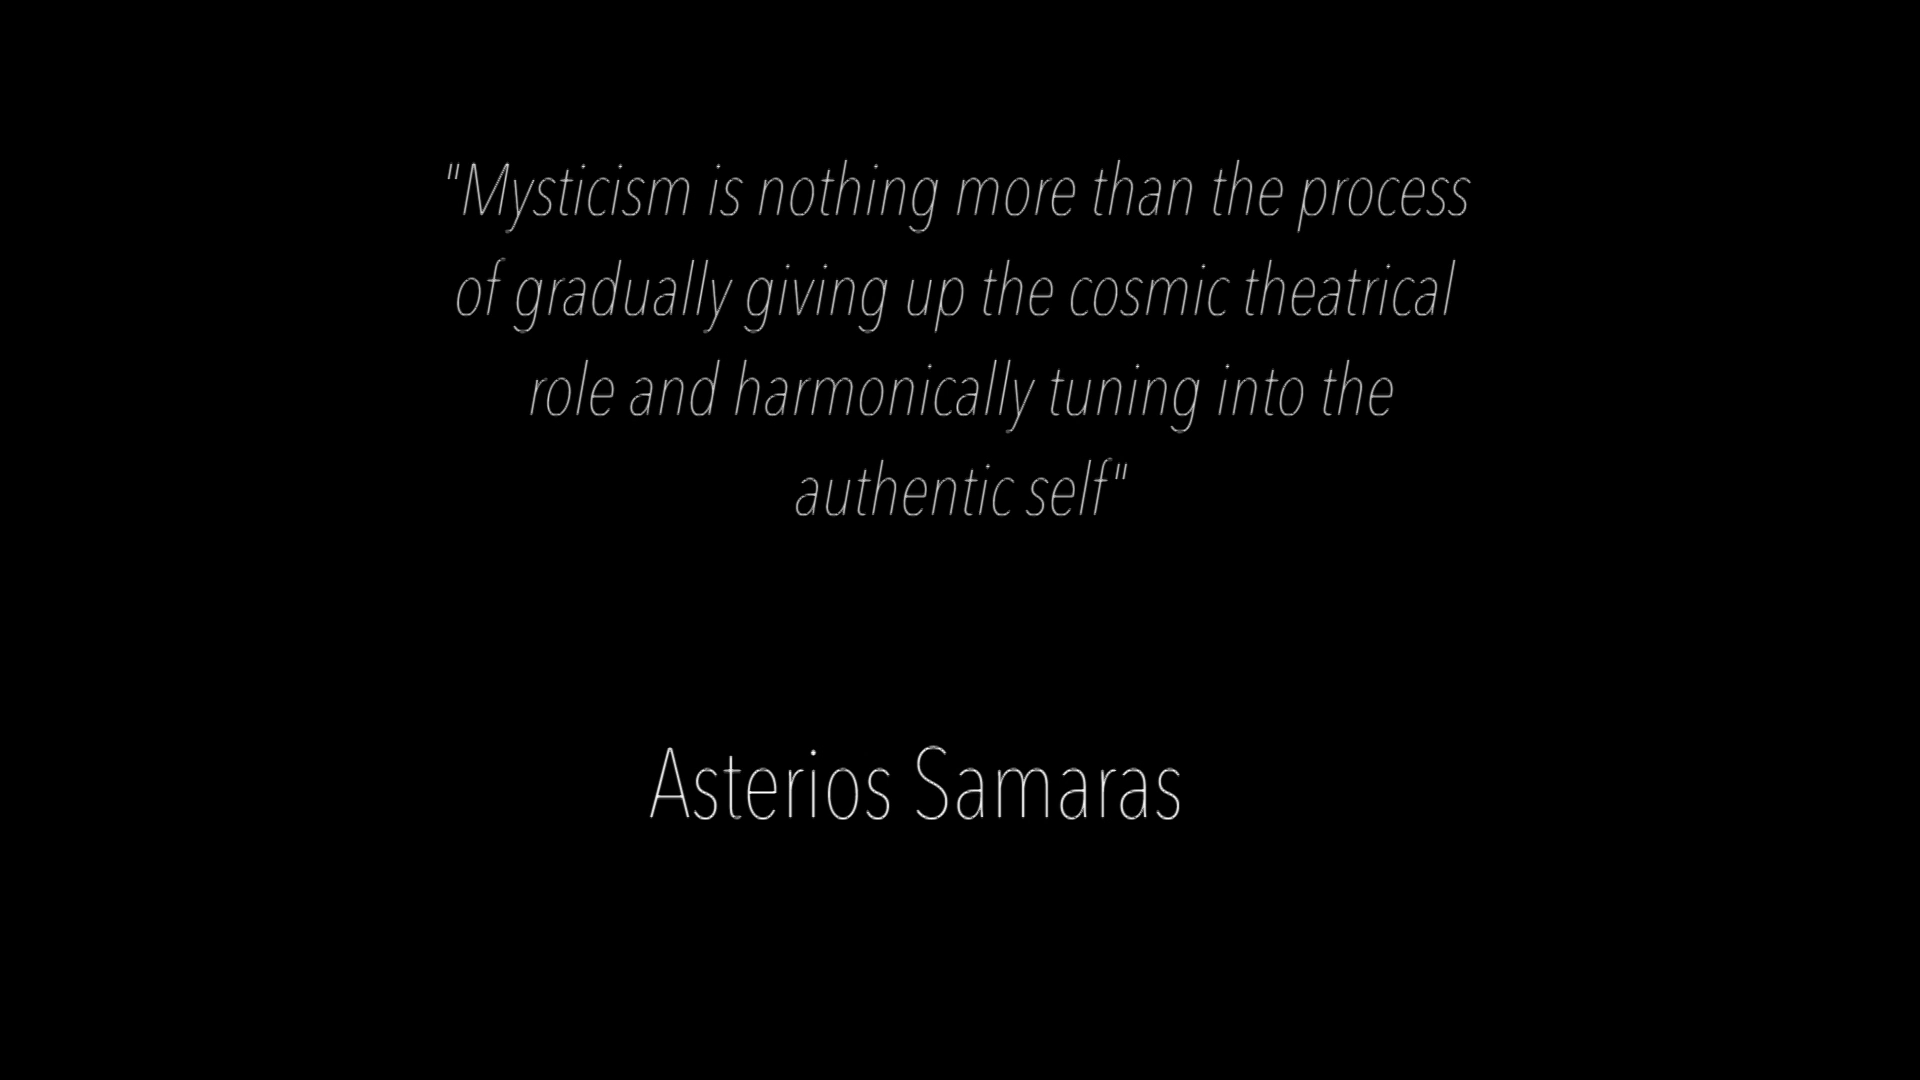 "Mysticism is nothing more than the process
of gradually giving up the cosmic theatrical
role and harmonically tuning into the
authentic self"
Asterios Samaras